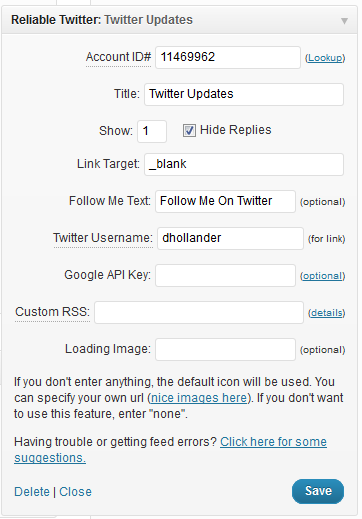 Reliable Twitter: Twitter Updates
Account ID# 11469962 (Lookup)
Title: Twitter Updates
Show: 1 Hide Replies
Link Target: _blank
Follow Me Text: Follow Me On Twitter (optional)
Twitter Username: dhollander (for link)
Google API Key: (optional)
Custom RSS: (details)
Loading Image: (optional)
If you don't enter anything, the default icon will be used. You
can specify your own url (nice images here). If you don't want
to use this feature, enter "none".
Having trouble or getting feed errors? Click here for some
suggestions.
Delete | Close Save